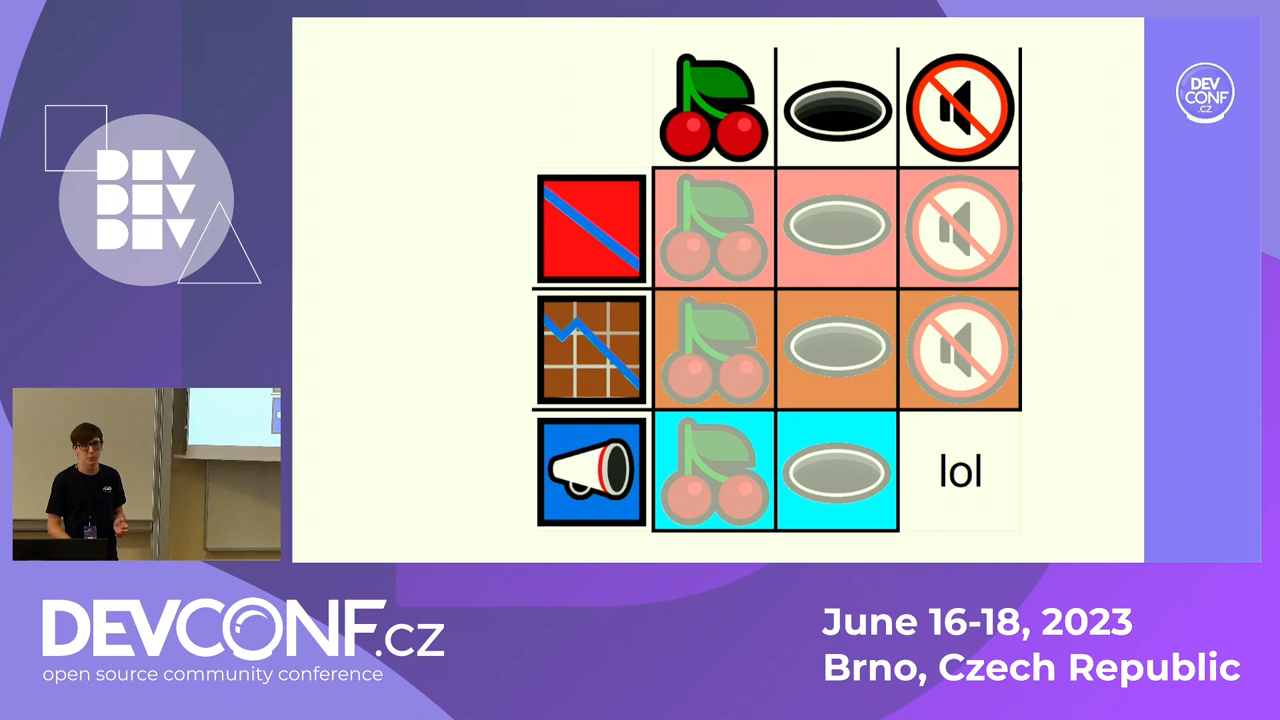 DEV
DEV
DEV
DEV
CONF
.CZ
lol
DEVCONF.cz
open source community conference
June 16-18, 2023
Brno, Czech Republic